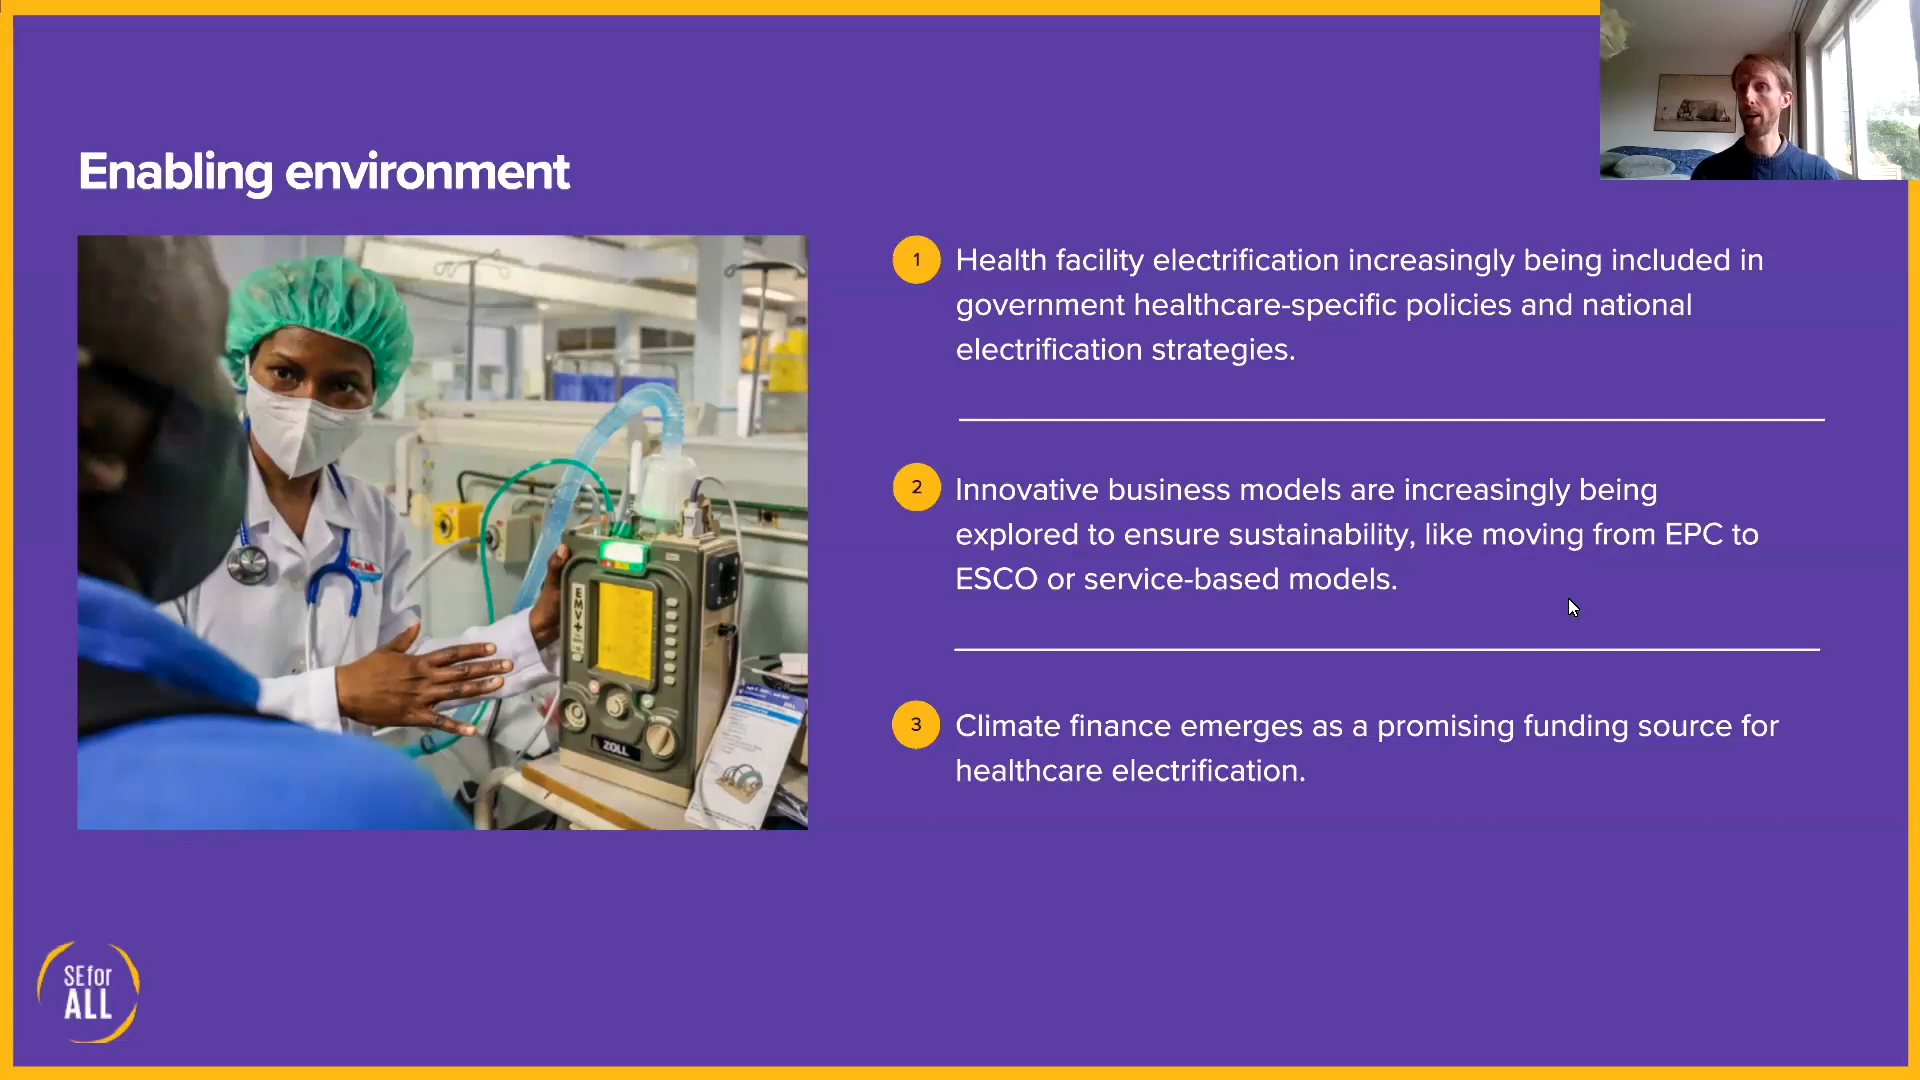 Enabling environment
1
Health facility electrification increasingly being included in
government healthcare-specific policies and national
electrification strategies.
2
Innovative business models are increasingly being
explored to ensure sustainability, like moving from EPC to
ESCO or service-based models.
3
Climate finance emerges as a promising funding source for
healthcare electrification.
EMV+
ZOLL
SEfor
ALL